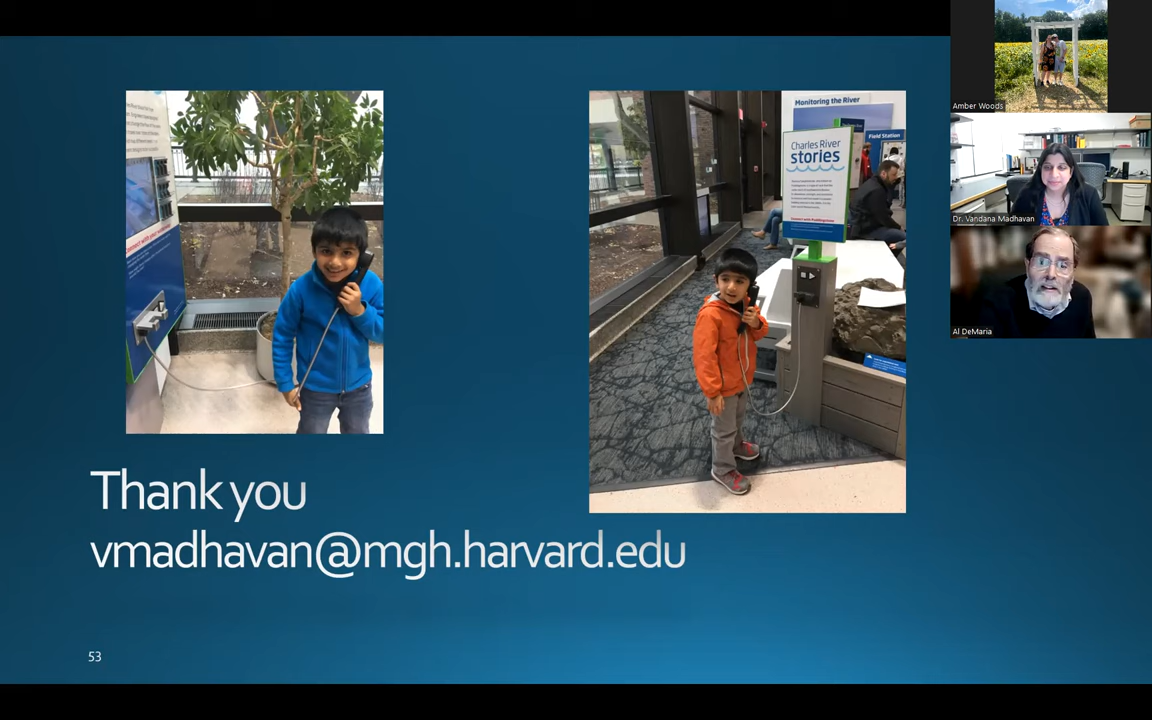 Monitoring the River
Field Station
Charles River
stories
Thank you
vmadhavan@mgh.harvard.edu
53
Amber Woods
Dr. Vandana Madhavan
Al DeMaria